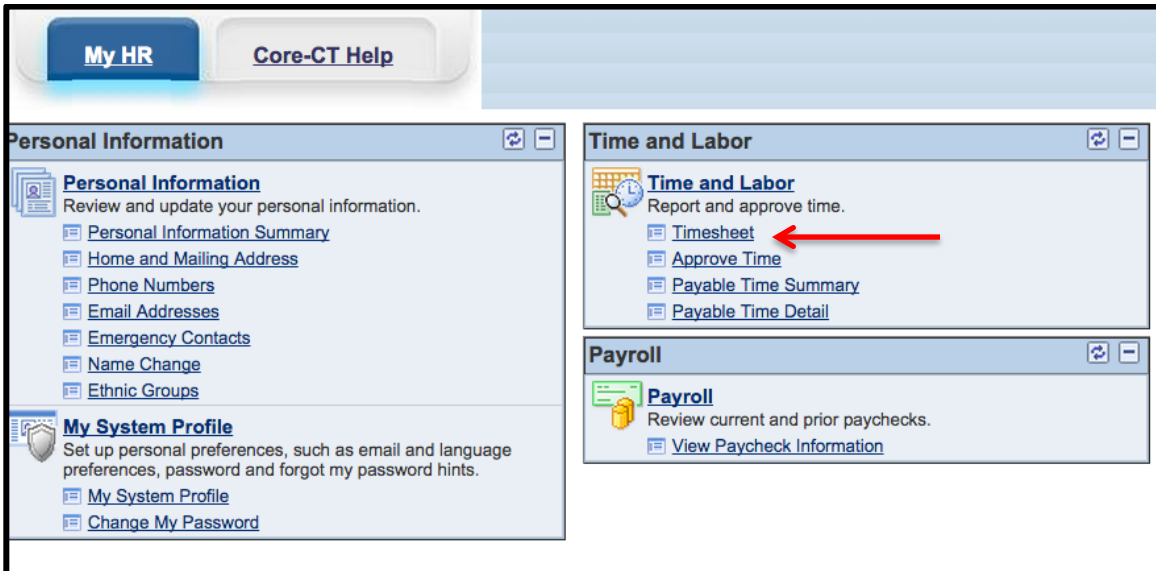 My HR
Core-CT Help
Personal Information
Personal Information
Review and update your personal information.
Personal Information Summary
Home and Mailing Address
Phone Numbers
Email Addresses
Emergency Contacts
Name Change
Ethnic Groups
My System Profile
Set up personal preferences, such as email and language
preferences, password and forgot my password hints.
My System Profile
Change My Password
Time and Labor
Time and Labor
Report and approve time.
Timesheet
Approve Time
Payable Time Summary
Payable Time Detail
Payroll
Payroll
Review current and prior paychecks.
View Paycheck Information